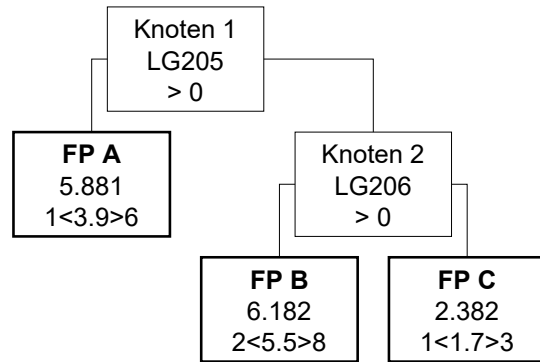 Knoten 1
LG205
> 0
FP A
5.881
1<3.9>6
Knoten 2
LG206
> 0
FP B
6.182
2<5.5>8
FP C
2.382
1<1.7>3